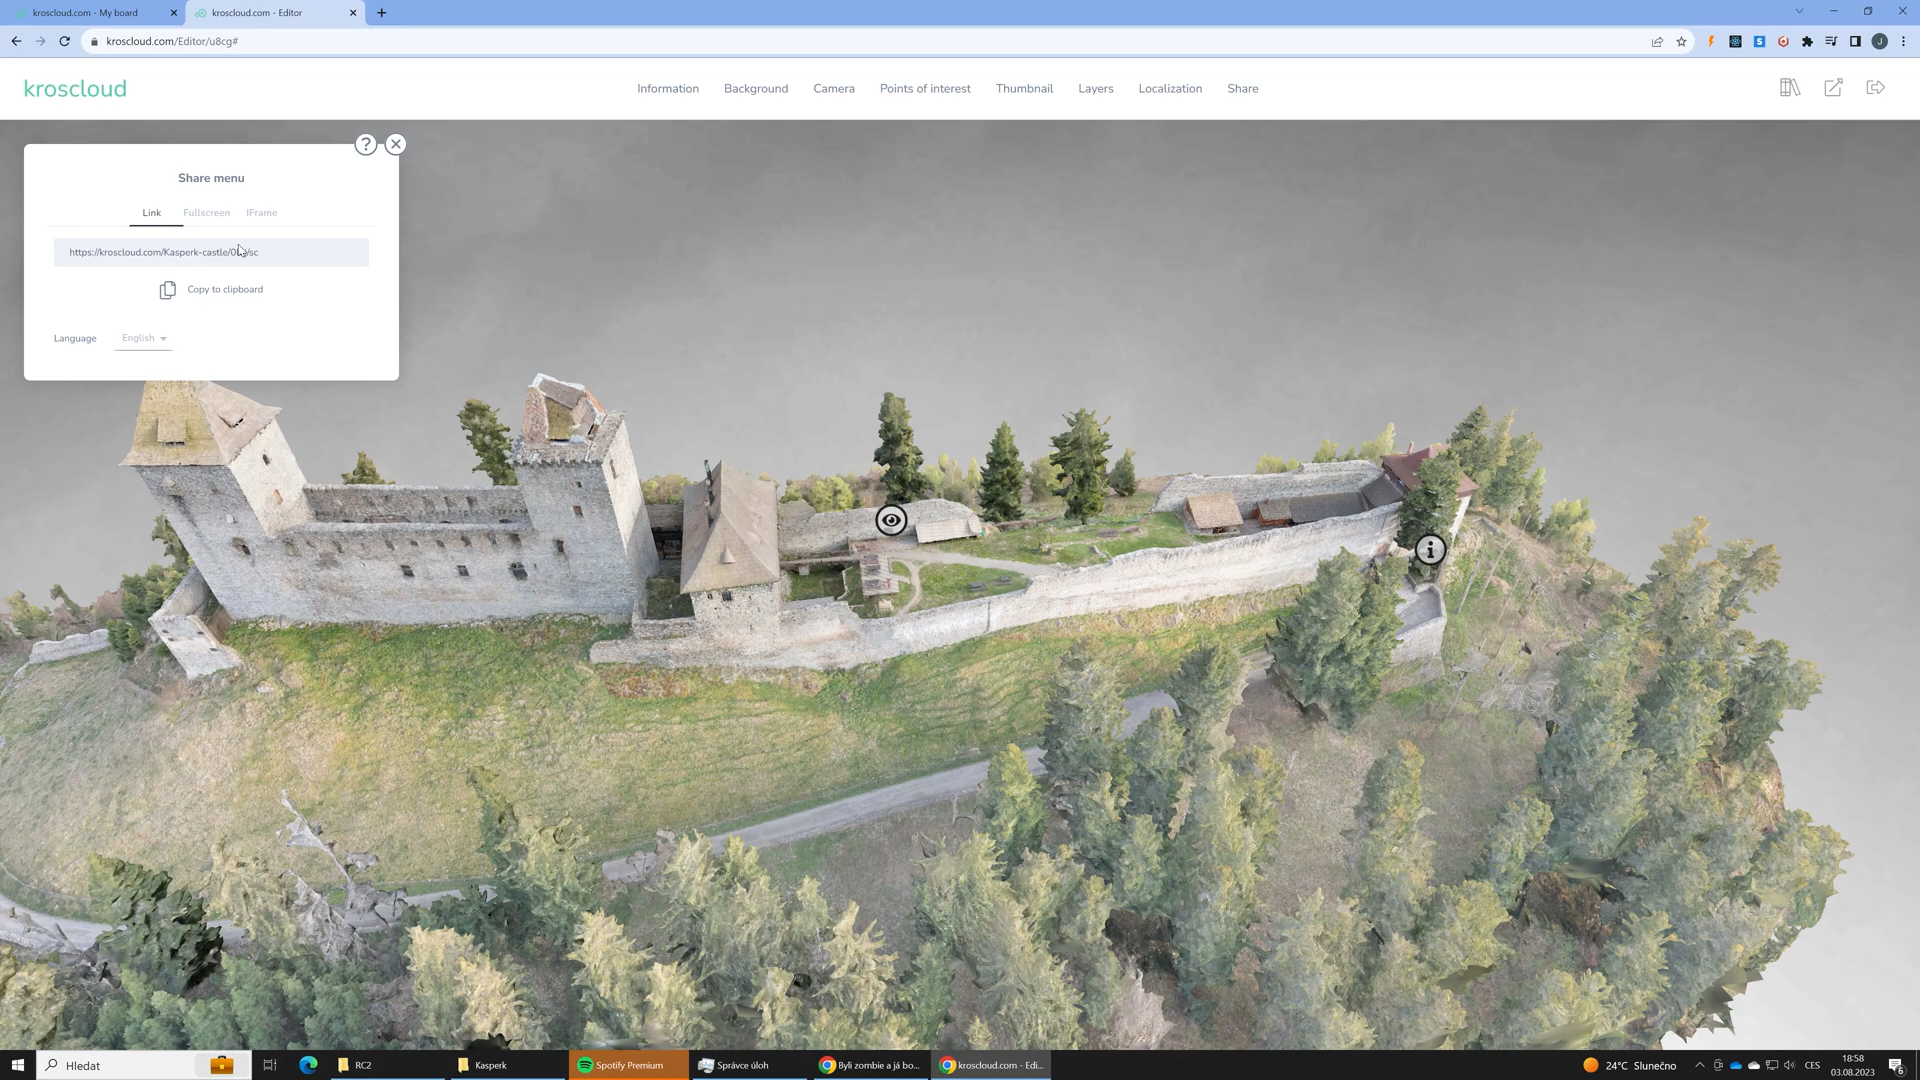 kroscloud.com - My board
kroscloud.com - Editor
kroscloud.com/Editor/u8cg#
J
kroscloud
Information
Background
Camera
Points of interest
Thumbnail
Layers
Localization
Share
?
Share menu
Link
Fullscreen
IFrame
Copy to clipboard
Language
English
Hledat
RC2
Kasperk
Spotify Premium
Správce úloh
Byli zombie a já bo...
kroscloud.com - Edi...
24°C Slunečno
CES
18:58
03.08.2023
6